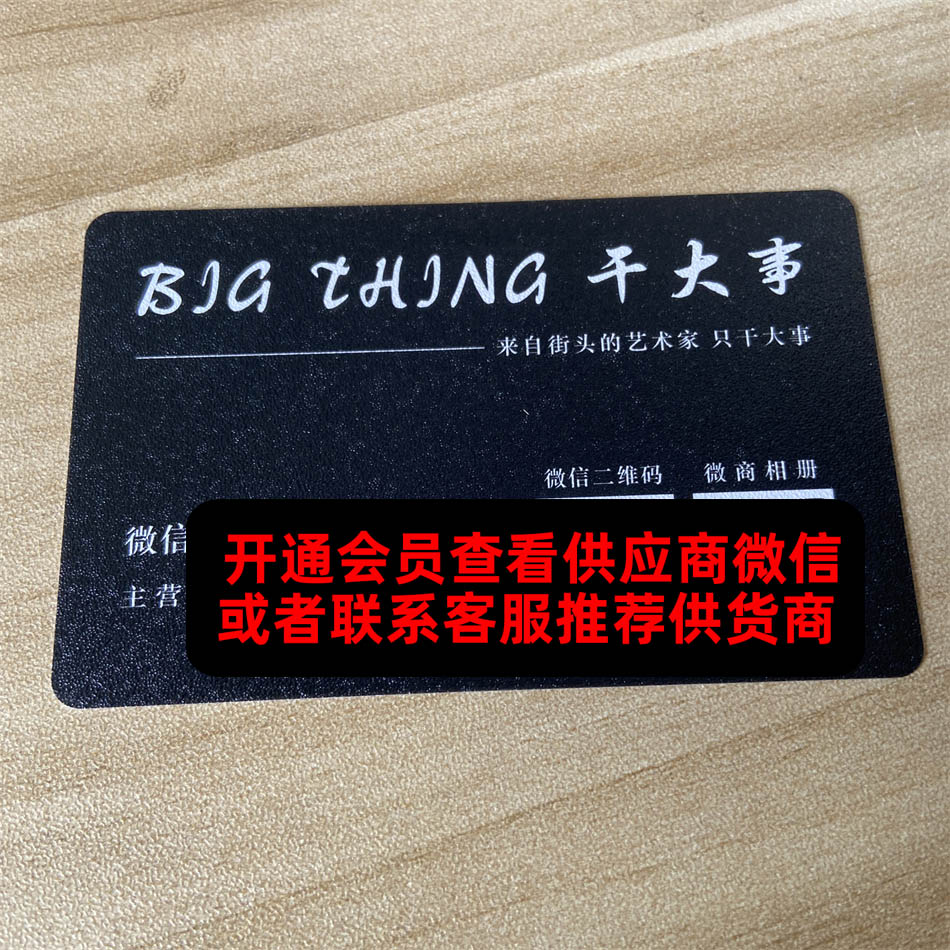 BIG THING 干大事
来自街头的艺术家 只干大事
微信二维码 微商相册
微信
开通会员查看供应商微信
主营
或者联系客服推荐供货商